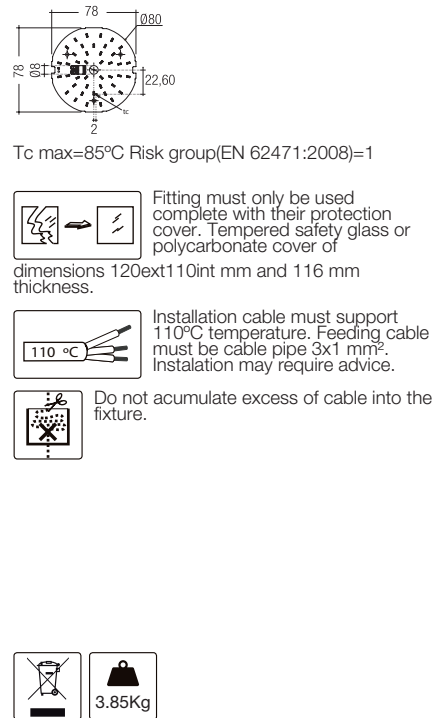 78
Ø80
78
Ø8
22,60
tc
2
Tc max=85ºC Risk group(EN 62471:2008)=1
Fitting must only be used
complete with their protection
cover. Tempered safety glass or
polycarbonate cover of
dimensions 120ext110int mm and 116 mm
thickness.
110 ºC
Installation cable must support
110ºC temperature. Feeding cable
must be cable pipe 3x1 mm².
Instalation may require advice.
Do not acumulate excess of cable into the
fixture.
3.85Kg